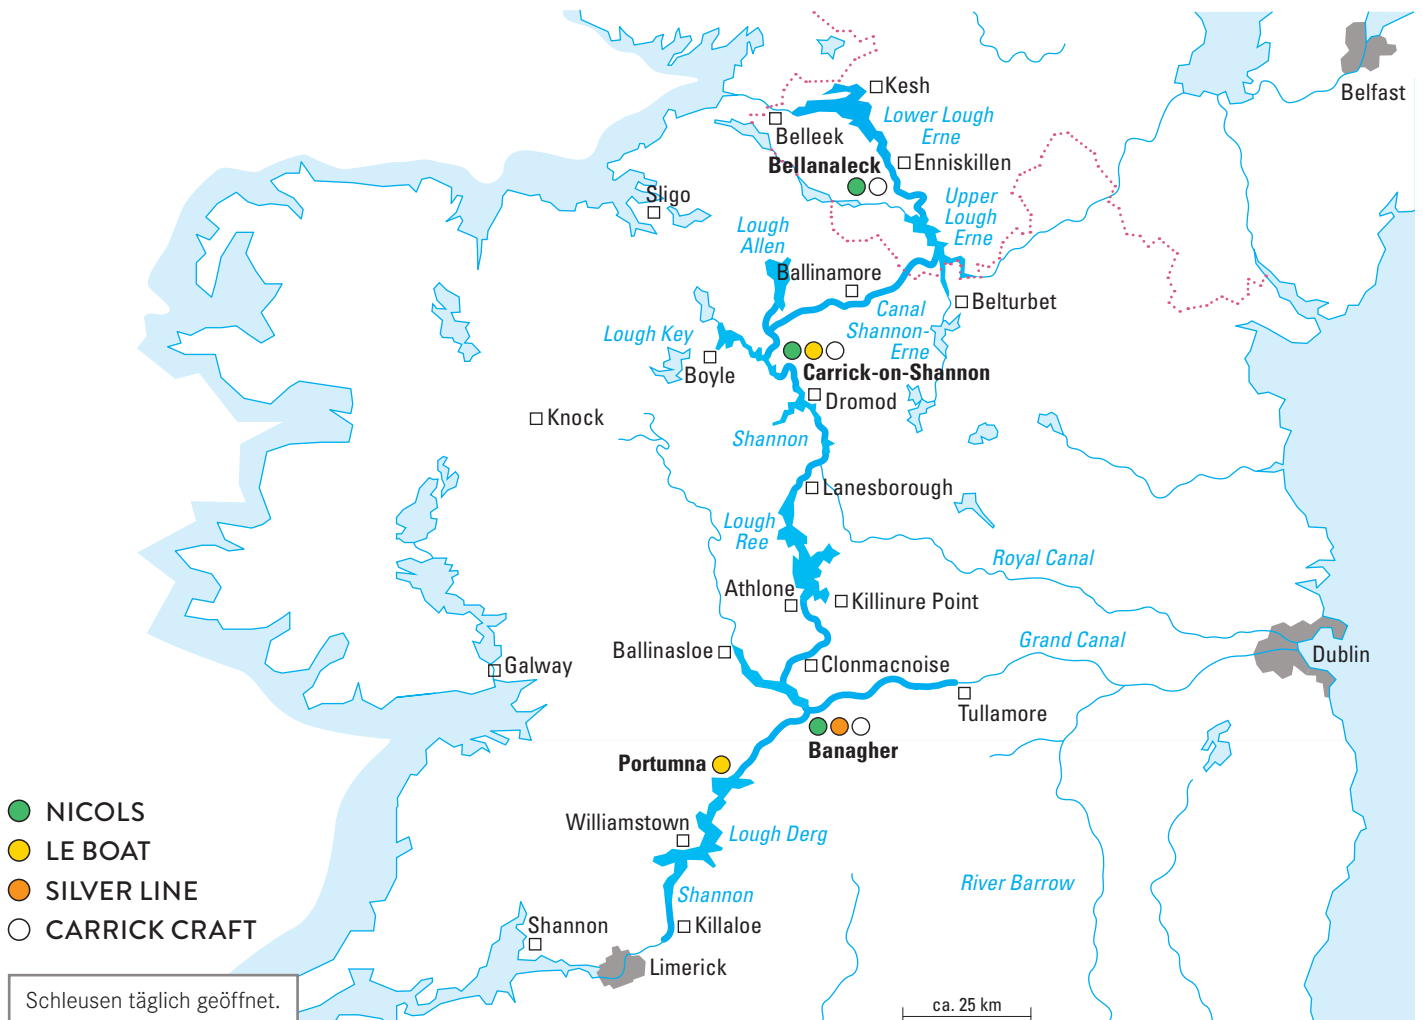 Belfast
Kesh
Lower Lough
Erne
Belleek
Bellanaleck
Enniskillen
Sligo
Upper
Lough
Erne
Lough
Allen
Ballinamore
Belturbet
Canal
Shannon-
Erne
Lough Key
Boyle
Carrick-on-Shannon
Dromod
Knock
Shannon
Lanesborough
Lough
Ree
Royal Canal
Athlone
Killinure Point
Grand Canal
Ballinasloe
Clonmacnoise
Dublin
Galway
Tullamore
Banagher
Portumna
NICOLS
LE BOAT
SILVER LINE
CARRICK CRAFT
Williamstown
Lough Derg
River Barrow
Shannon
Killaloe
Shannon
Limerick
Schleusen täglich geöffnet.
ca. 25 km